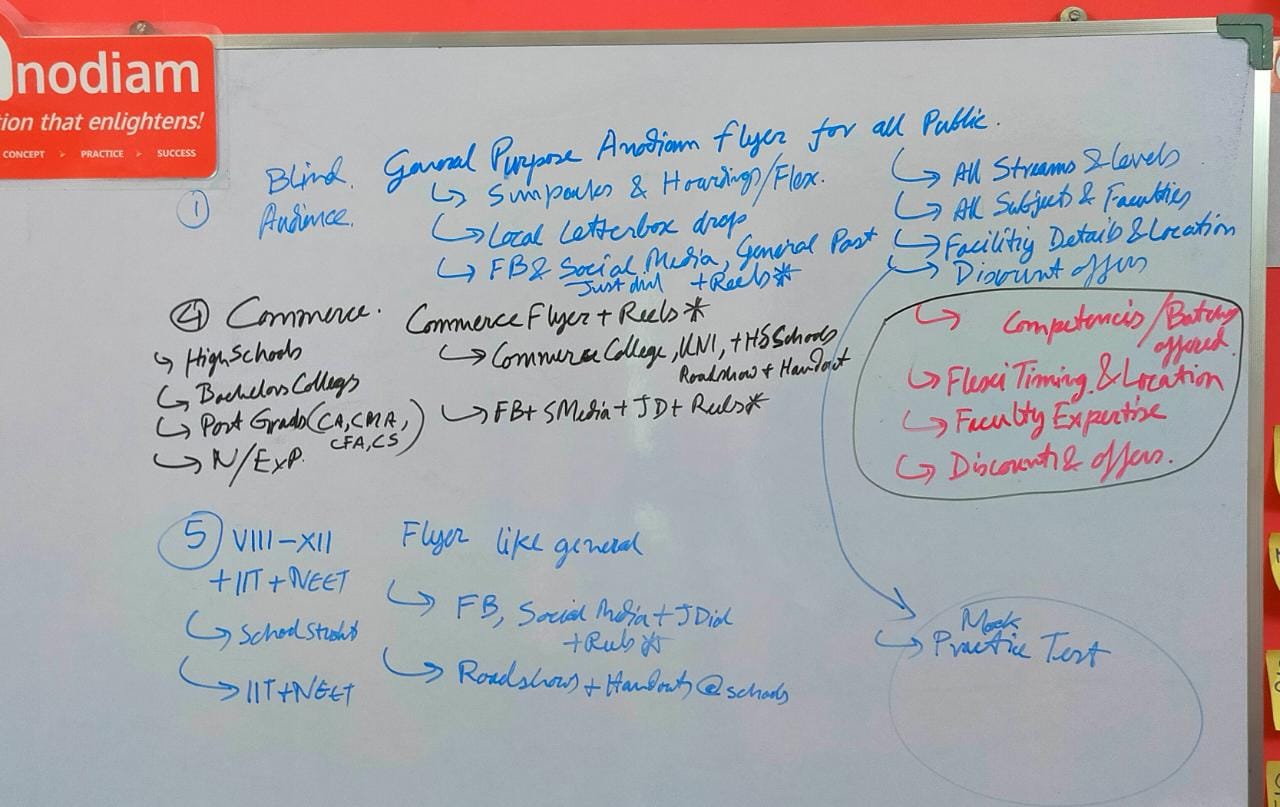 nodiam
tion that enlightens!
CONCEPT > PRACTICE > SUCCESS
① Blind Audience.
General Purpose Anodiam flyer for all Public.
↳ Sunpacks & Hoardings/Flex.
↳ Local Letterbox drop
↳ FB & Social Media, General Post
Just dial + Reels *
↳ All Streams & Levels
↳ All Subjects & Faculties
↳ Facility Details & Location
↳ Discount offers
④ Commerce.
↳ High Schools
↳ Bachelors Colleges
↳ Post Grads (CA, CMA,
CFA, CS)
↳ N/Exp.
Commerce Flyer + Reels *
↳ Commerce College, UNI, + HS Schools
Roadshow + Handout
↳ FB + SMedia + JD + Reels *
↳ Competencis/Batches
offered.
↳ Flexi Timing & Location
↳ Faculty Expertise
↳ Discounts & offers.
⑤ VIII - XII
+ IIT + NEET
↳ School Students
↳ IIT + NEET
Flyer like general
↳ FB, Social Media + JDial
+ Reels *
↳ Roadshows + Handouts @ schools
Mock
↳ Practice Test